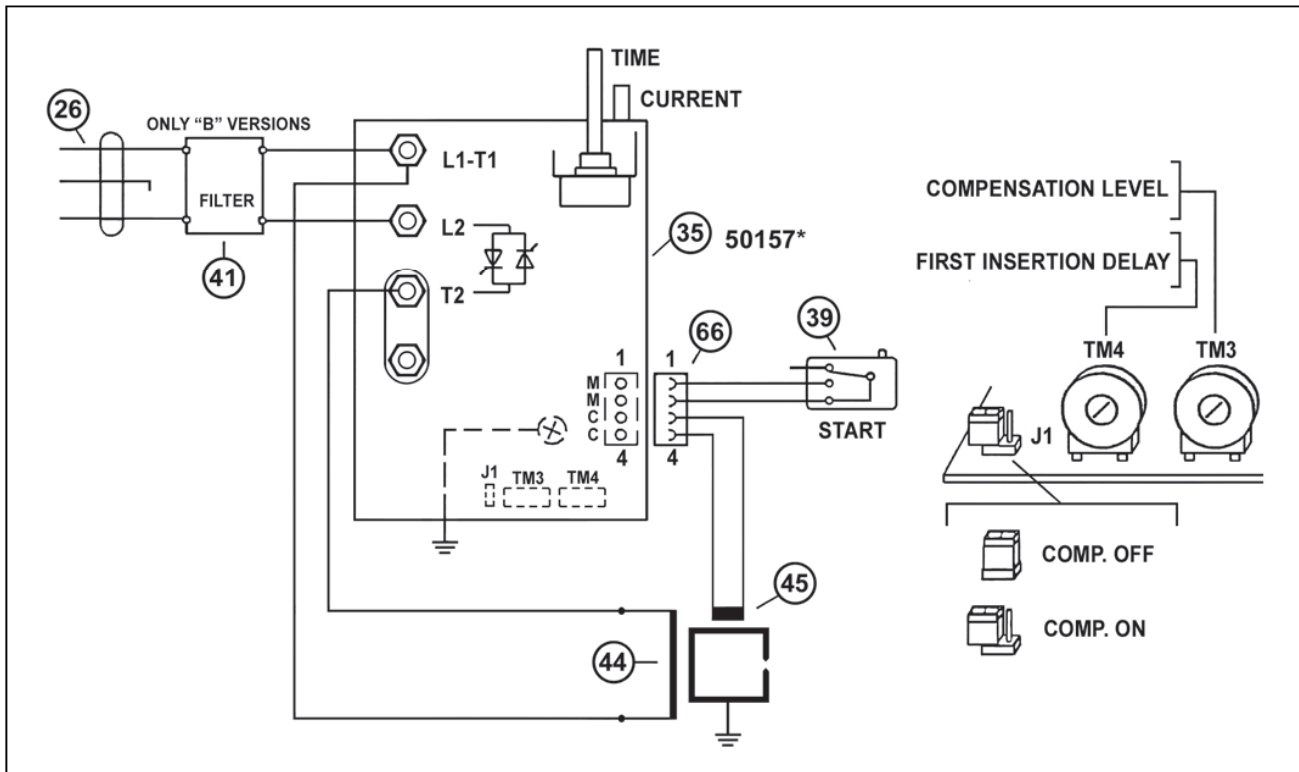 TIME
CURRENT
26
ONLY “B” VERSIONS
FILTER
41
L1-T1
L2
T2
35 50157*
66
39
START
1
M
M
C
C
4
1
4
J1
TM3
TM4
45
44
COMPENSATION LEVEL
FIRST INSERTION DELAY
TM4
TM3
J1
COMP. OFF
COMP. ON